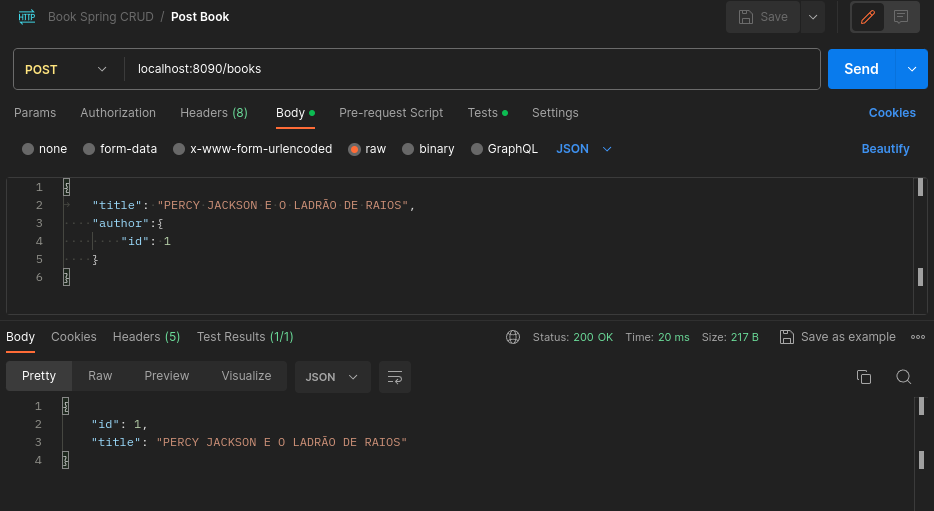 HTTP Book Spring CRUD / Post Book Save
POST localhost:8090/books Send
Params Authorization Headers (8) Body Pre-request Script Tests Settings Cookies
none form-data x-www-form-urlencoded raw binary GraphQL JSON Beautify
1 {
2 "title": "PERCY JACKSON E O LADRÃO DE RAIOS",
3 "author":{
4 "id": 1
5 }
6 }
Body Cookies Headers (5) Test Results (1/1) Status: 200 OK Time: 20 ms Size: 217 B Save as example
Pretty Raw Preview Visualize JSON
1 {
2 "id": 1,
3 "title": "PERCY JACKSON E O LADRÃO DE RAIOS"
4 }